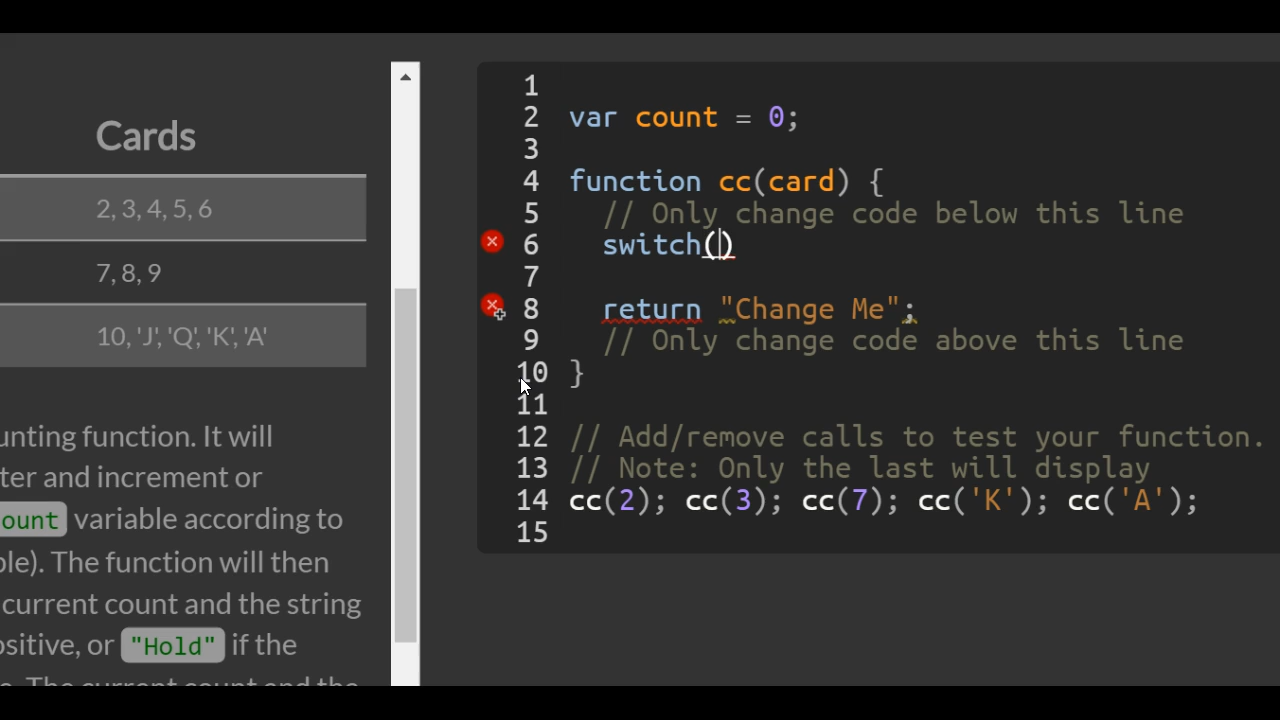 Cards
2, 3, 4, 5, 6
7, 8, 9
10, 'J', 'Q', 'K', 'A'
unting function. It will
ter and increment or
ount variable according to
ble). The function will then
current count and the string
ositive, or "Hold" if the
The current count and the
1
2 var count = 0;
3
4 function cc(card) {
5 // Only change code below this line
6 switch()
7
8 return "Change Me";
9 // Only change code above this line
10 }
11
12 // Add/remove calls to test your function.
13 // Note: Only the last will display
14 cc(2); cc(3); cc(7); cc('K'); cc('A');
15